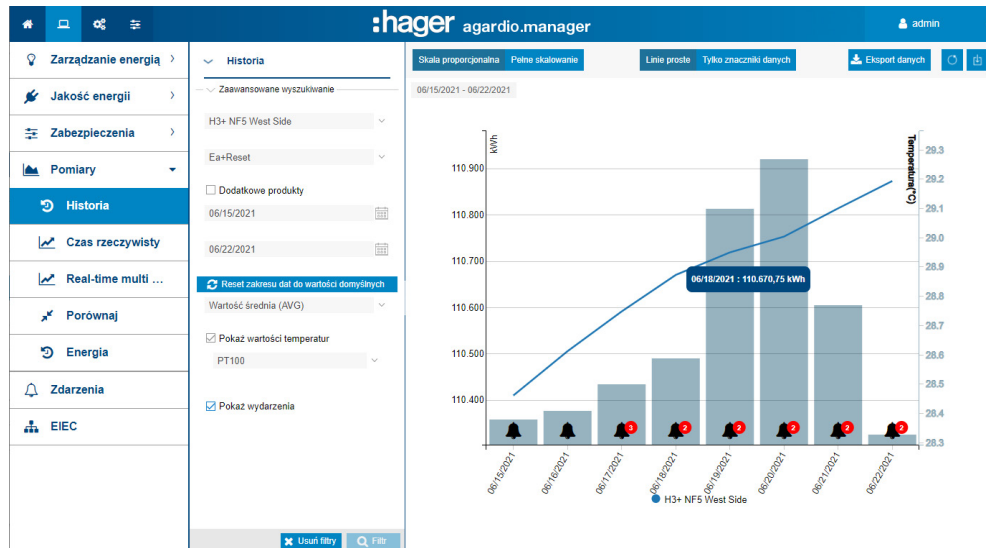 :hager agardio.manager
admin
Zarządzanie energią
Jakość energii
Zabezpieczenia
Pomiary
Historia
Czas rzeczywisty
Real-time multi ...
Porównaj
Energia
Zdarzenia
EIEC
Historia
Zaawansowane wyszukiwanie
H3+ NF5 West Side
Ea+Reset
Dodatkowe produkty
06/15/2021
06/22/2021
Reset zakresu dat do wartości domyślnych
Wartość średnia (AVG)
Pokaż wartości temperatur
PT100
Pokaż wydarzenia
Usuń filtry
Filtr
Skala proporcjonalna
Pełne skalowanie
Linie proste
Tylko znaczniki danych
Eksport danych
06/15/2021 - 06/22/2021
kWh
110.900
110.800
110.700
110.600
110.500
110.400
Temperatura(°C)
29.3
29.2
29.1
29.0
28.9
28.8
28.7
28.6
28.5
28.4
28.3
06/18/2021 : 110.670,75 kWh
3
2
2
2
2
2
06/15/2021
06/16/2021
06/17/2021
06/18/2021
06/19/2021
06/20/2021
06/21/2021
06/22/2021
H3+ NF5 West Side